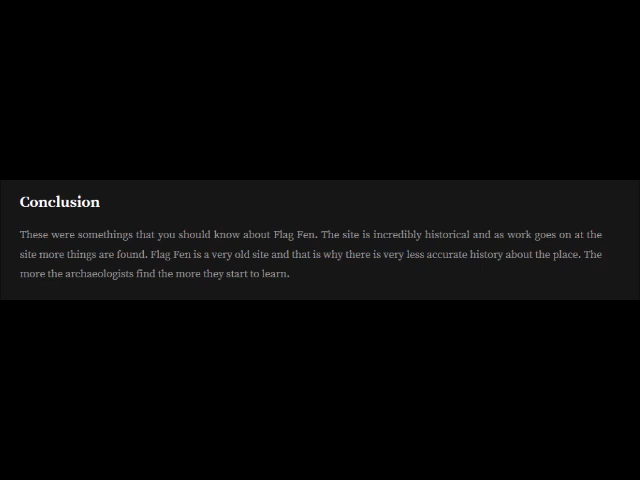 Conclusion
These were somethings that you should know about Flag Fen. The site is incredibly historical and as work goes on at the
site more things are found. Flag Fen is a very old site and that is why there is very less accurate history about the place. The
more the archaeologists find the more they start to learn.